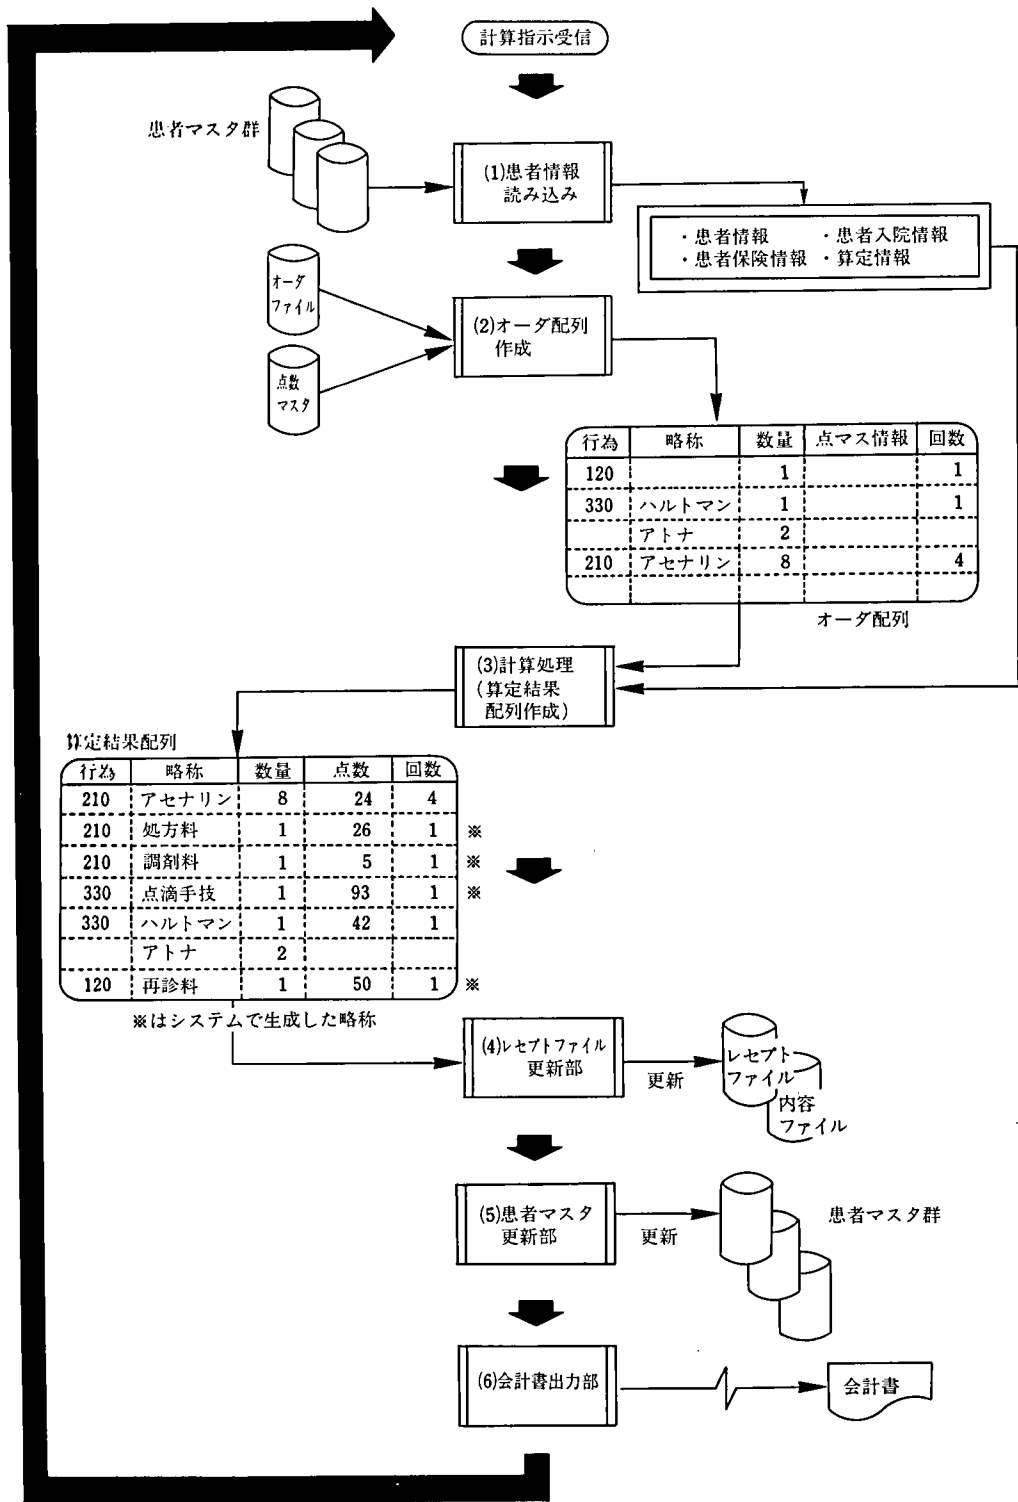 計算指示受信
患者マスタ群
(1)患者情報
読み込み
・患者情報 ・患者入院情報
・患者保険情報 ・算定情報
オーダ
ファイル
点数
マスタ
(2)オーダ配列
作成
行為 略称 数量 点マス情報 回数
120 1 1
330 ハルトマン 1 1
アトナ 2
210 アセナリン 8 4
オーダ配列
(3)計算処理
(算定結果
配列作成)
算定結果配列
行為 略称 数量 点数 回数
210 アセナリン 8 24 4
210 処方料 1 26 1 ※
210 調剤料 1 5 1 ※
330 点滴手技 1 93 1 ※
330 ハルトマン 1 42 1
アトナ 2
120 再診料 1 50 1 ※
※はシステムで生成した略称
(4)レセプトファイル
更新部
更新
レセプト
ファイル
内容
ファイル
(5)患者マスタ
更新部
更新
患者マスタ群
(6)会計書出力部
会計書